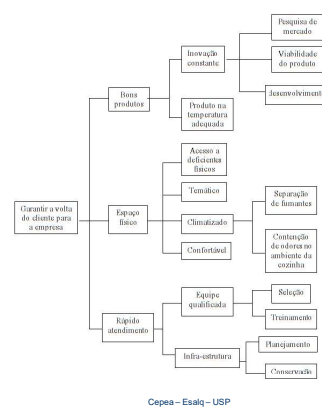 Garantir a volta
do cliente para
a empresa
Bons
produtos
Inovação
constante
Pesquisa de
mercado
Viabilidade
do produto
desenvolvimento
Produto na
temperatura
adequada
Espaço
físico
Acesso a
deficientes
físicos
Temático
Climatizado
Separação
de fumantes
Contenção
de odores no
ambiente da
cozinha
Confortável
Rápido
atendimento
Equipe
qualificada
Seleção
Treinamento
Infra-estrutura
Planejamento
Conservação
Cepea – Esalq – USP